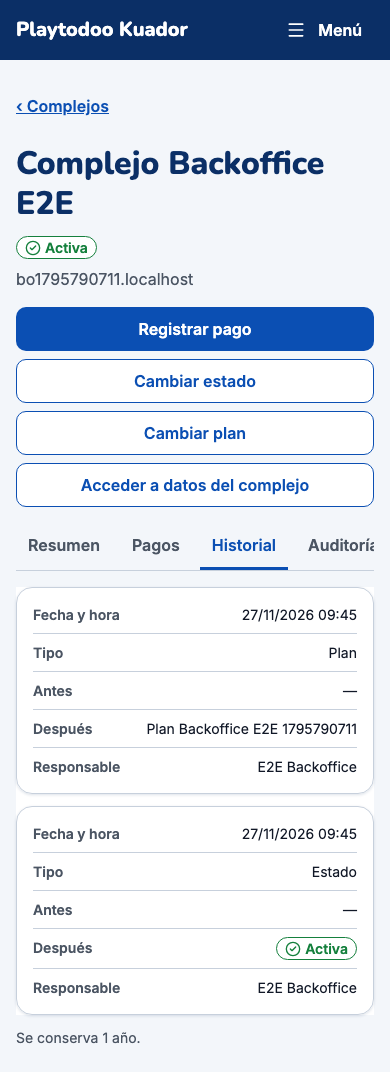 Playtodoo Kuador
☰ Menú
‹ Complejos
Complejo Backoffice
E2E
Activa
bo1795790711.localhost
Registrar pago
Cambiar estado
Cambiar plan
Acceder a datos del complejo
Resumen Pagos Historial Auditoría
Fecha y hora 27/11/2026 09:45
Tipo Plan
Antes —
Después Plan Backoffice E2E 1795790711
Responsable E2E Backoffice
Fecha y hora 27/11/2026 09:45
Tipo Estado
Antes —
Después Activa
Responsable E2E Backoffice
Se conserva 1 año.